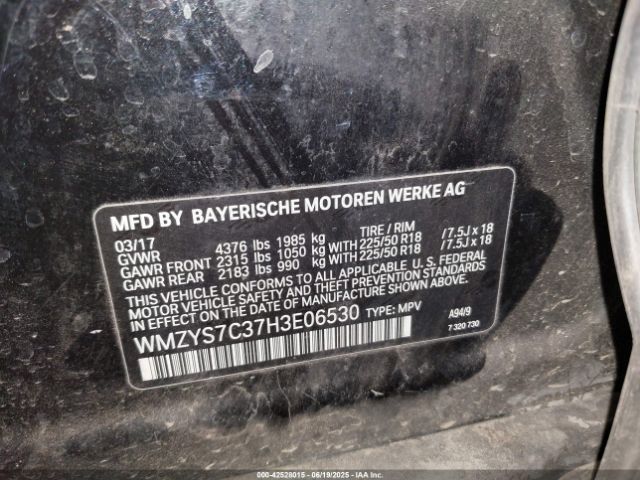 MFD BY BAYERISCHE MOTOREN WERKE AG
03/17 TIRE / RIM
GVWR 4376 lbs 1985 kg
GAWR FRONT 2315 lbs 1050 kg WITH 225/50 R18 / 7.5J x 18
GAWR REAR 2183 lbs 990 kg WITH 225/50 R18 / 7.5J x 18
THIS VEHICLE CONFORMS TO ALL APPLICABLE U. S. FEDERAL
MOTOR VEHICLE SAFETY AND THEFT PREVENTION STANDARDS
IN EFFECT ON THE DATE OF MANUFACTURE SHOWN ABOVE.
WMZYS7C37H3E06530 TYPE: MPV A94/9
7 320 730
000-42528015 - 06/19/2025 - IAAI.COM